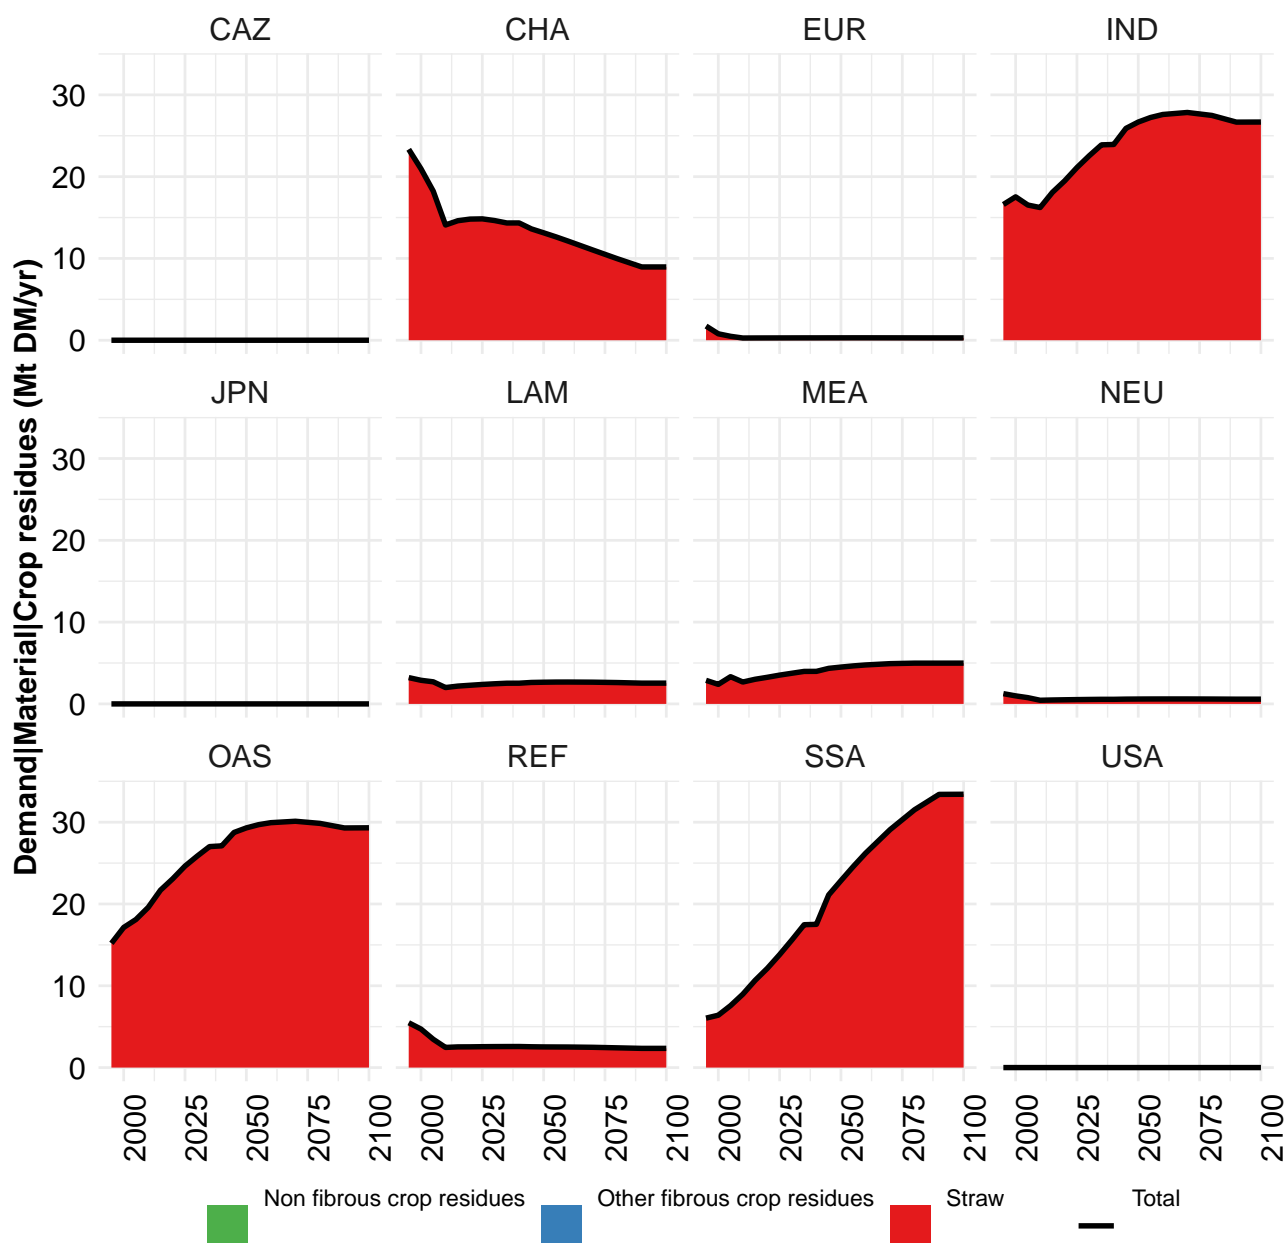 CAZ CHA EUR IND
30
20
10
0
JPN LAM MEA NEU
30
20
10
0
OAS REF SSA USA
30
20
10
0
Demand|Material|Crop residues (Mt DM/yr)
2000 2025 2050 2075 2100 2000 2025 2050 2075 2100 2000 2025 2050 2075 2100 2000 2025 2050 2075 2100
Non fibrous crop residues Other fibrous crop residues Straw Total